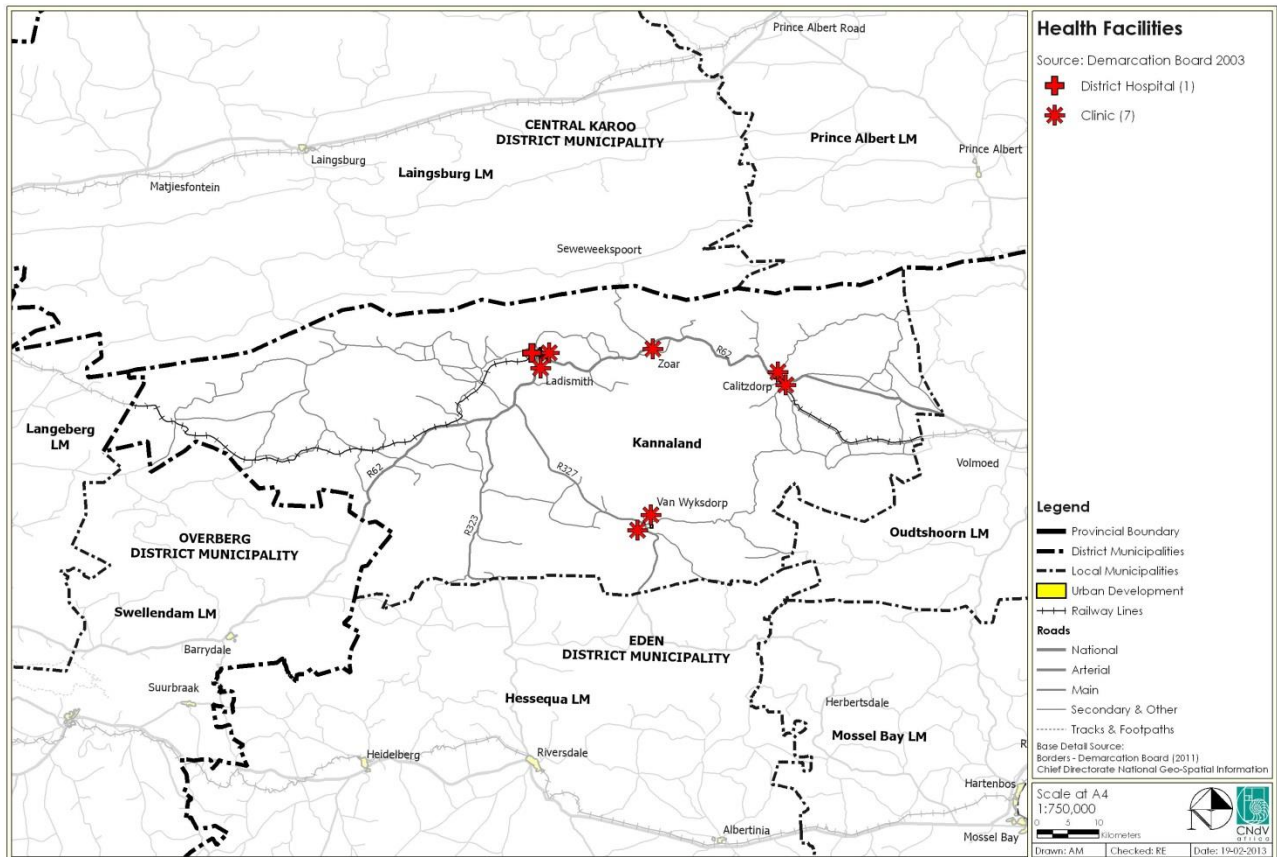 Prince Albert Road
CENTRAL KAROO
DISTRICT MUNICIPALITY
Prince Albert LM
Laingsburg
Prince Albert
Laingsburg LM
Matjiesfontein
Seweweekspoort
R62
Zoar
Ladismith
Calitzdorp
Langeberg
LM
Kannaland
Volmoed
R62
R327
R323
Van Wyksdorp
OVERBERG
DISTRICT MUNICIPALITY
Oudtshoorn LM
Swellendam LM
Barrydale
EDEN
DISTRICT MUNICIPALITY
Suurbraak
Hessequa LM
Herbertsdale
Mossel Bay LM
Heidelberg
Riversdale
R
Hartenbos
Albertinia
Mossel Bay
Health Facilities
Source: Demarcation Board 2003
District Hospital (1)
Clinic (7)
Legend
Provincial Boundary
District Municipalities
Local Municipalities
Urban Development
Railway Lines
Roads
National
Arterial
Main
Secondary & Other
Tracks & Footpaths
Base Detail Source:
Borders - Demarcation Board (2011)
Chief Directorate National Geo-Spatial Information
Scale at A4
1:750,000
0 5 10
Kilometers
CNdV
africa
Drawn: AM Checked: RE Date: 19-02-2013